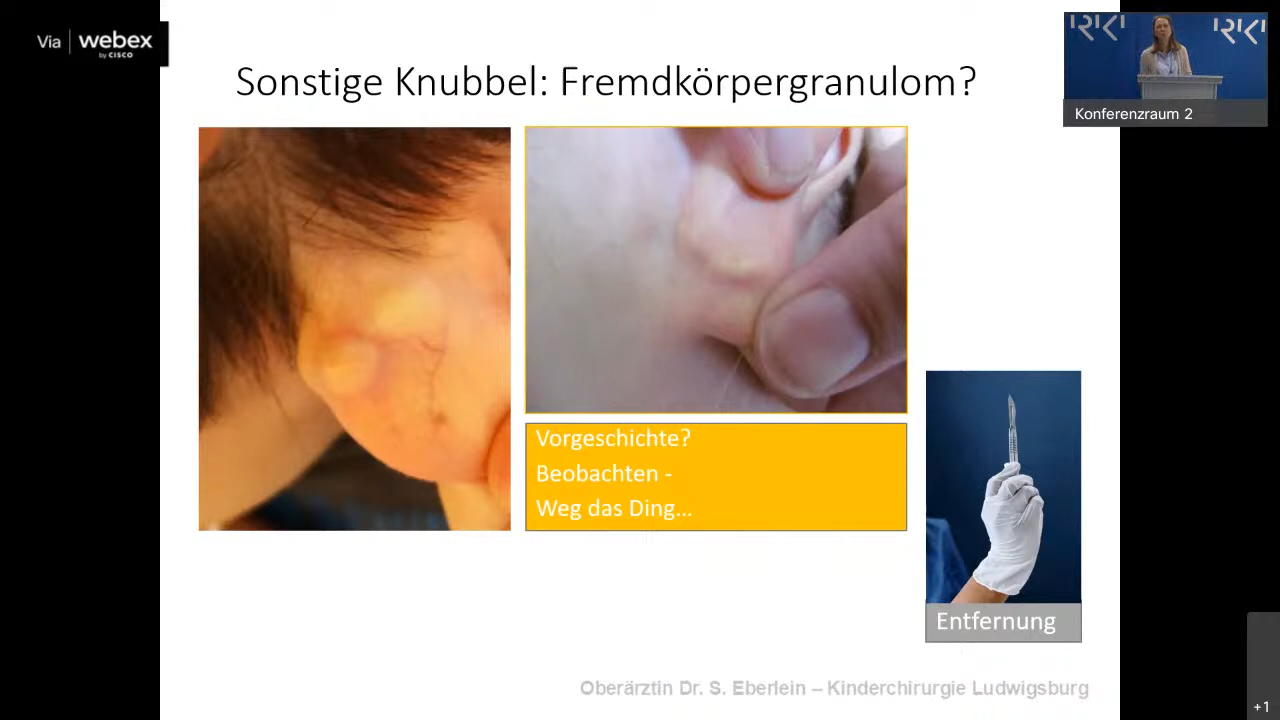 Via webex
by CISCO
Sonstige Knubbel: Fremdkörpergranulom?
RKI RKI
Konferenzraum 2
Vorgeschichte?
Beobachten -
Weg das Ding...
Entfernung
Oberärztin Dr. S. Eberlein – Kinderchirurgie Ludwigsburg
+1